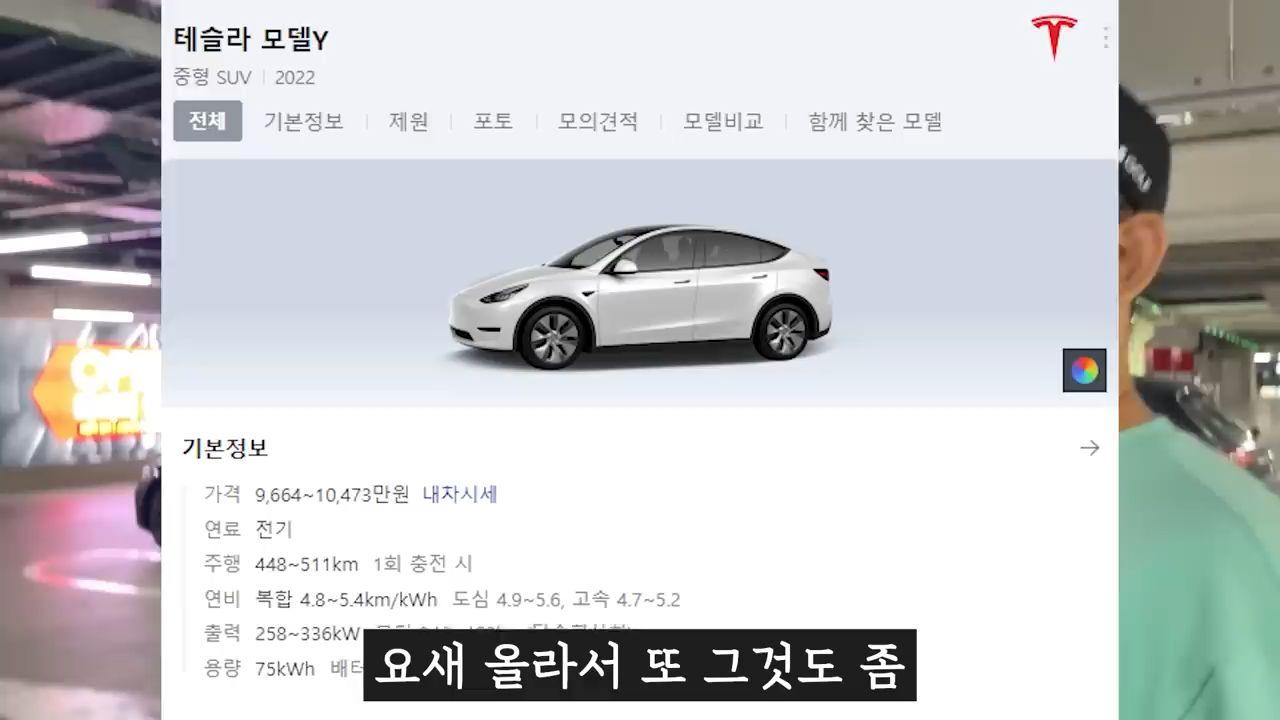 테슬라 모델Y
중형 SUV 2022
전체 기본정보 제원 포토 모의견적 모델비교 함께 찾은 모델
기본정보
가격 9,664~10,473만원 내차시세
연료 전기
주행 448~511km 1회 충전 시
연비 복합 4.8~5.4km/kWh 도심 4.9~5.6, 고속 4.7~5.2
출력 258~336kW
용량 75kWh
요새 올라서 또 그것도 좀